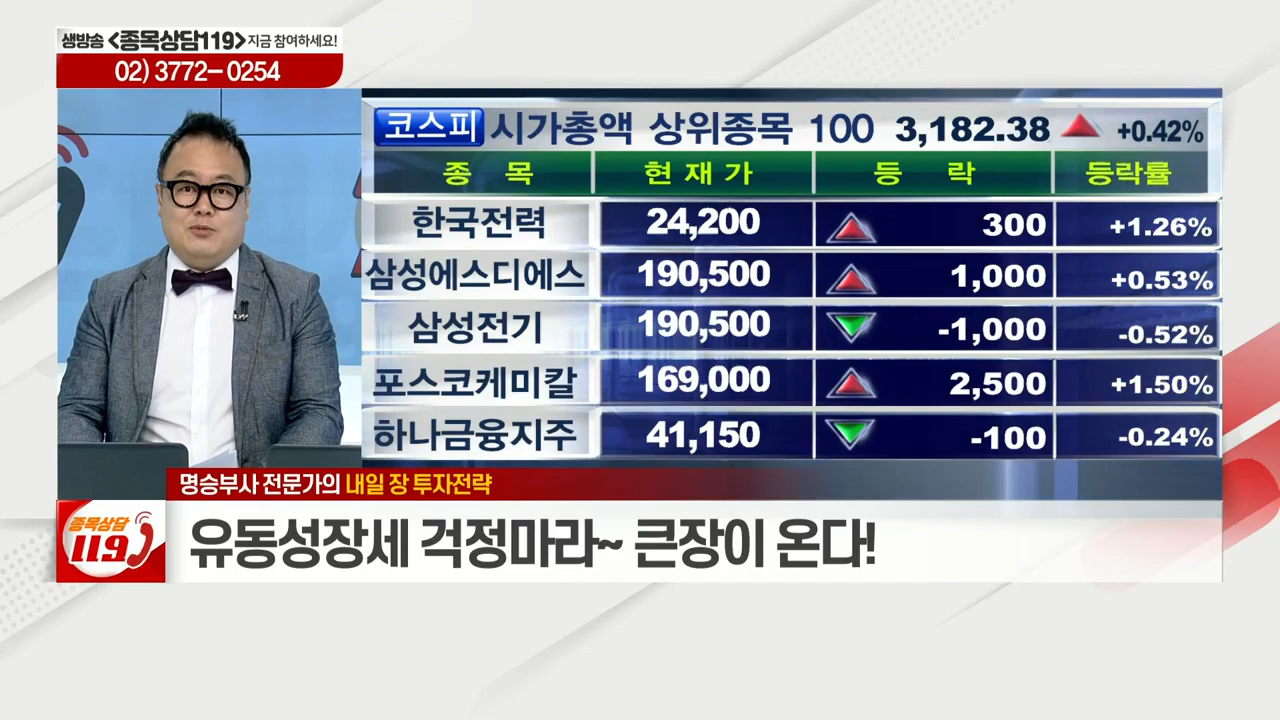 생방송 <종목상담119> 지금 참여하세요!
02) 3772-0254
코스피 시가총액 상위종목 100 3,182.38 ▲ +0.42%
종 목 현재가 등 락 등락률
한국전력 24,200 ▲ 300 +1.26%
삼성에스디에스 190,500 ▲ 1,000 +0.53%
삼성전기 190,500 ▼ -1,000 -0.52%
포스코케미칼 169,000 ▲ 2,500 +1.50%
하나금융지주 41,150 ▼ -100 -0.24%
명승부사 전문가의 내일 장 투자전략
종목상담
119
유동성장세 걱정마라~ 큰장이 온다!